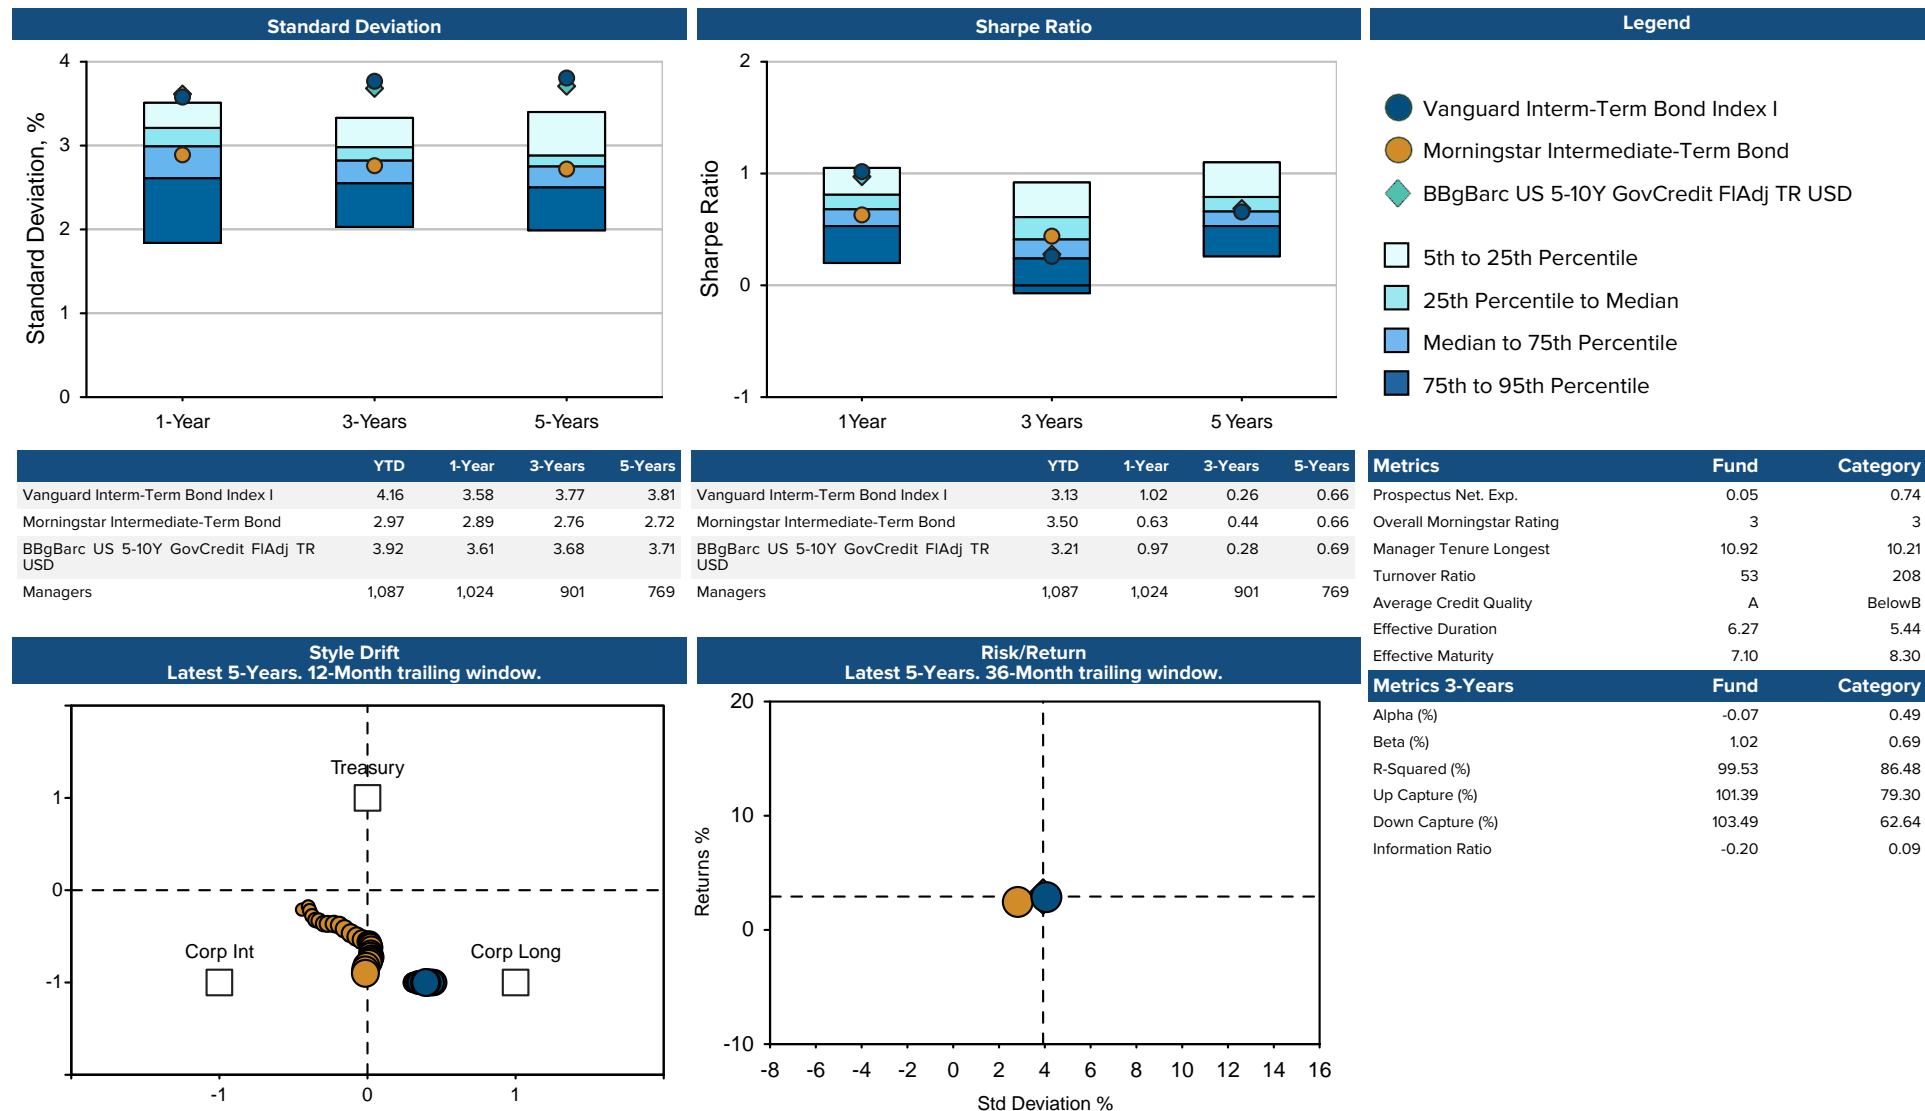 Standard Deviation
4
3
2
1
0
Standard Deviation, %
1-Year
3-Years
5-Years
Sharpe Ratio
2
1
0
-1
Sharpe Ratio
1 Year
3 Years
5 Years
Legend
Vanguard Interm-Term Bond Index I
Morningstar Intermediate-Term Bond
BBgBarc US 5-10Y GovCredit FlAdj TR USD
5th to 25th Percentile
25th Percentile to Median
Median to 75th Percentile
75th to 95th Percentile
YTD 1-Year 3-Years 5-Years
Vanguard Interm-Term Bond Index I 4.16 3.58 3.77 3.81
Morningstar Intermediate-Term Bond 2.97 2.89 2.76 2.72
BBgBarc US 5-10Y GovCredit FlAdj TR 3.92 3.61 3.68 3.71
USD
Managers 1,087 1,024 901 769
YTD 1-Year 3-Years 5-Years
Vanguard Interm-Term Bond Index I 3.13 1.02 0.26 0.66
Morningstar Intermediate-Term Bond 3.50 0.63 0.44 0.66
BBgBarc US 5-10Y GovCredit FlAdj TR 3.21 0.97 0.28 0.69
USD
Managers 1,087 1,024 901 769
Metrics Fund Category
Prospectus Net. Exp. 0.05 0.74
Overall Morningstar Rating 3 3
Manager Tenure Longest 10.92 10.21
Turnover Ratio 53 208
Average Credit Quality A BelowB
Effective Duration 6.27 5.44
Effective Maturity 7.10 8.30
Metrics 3-Years Fund Category
Alpha (%) -0.07 0.49
Beta (%) 1.02 0.69
R-Squared (%) 99.53 86.48
Up Capture (%) 101.39 79.30
Down Capture (%) 103.49 62.64
Information Ratio -0.20 0.09
Style Drift
Latest 5-Years. 12-Month trailing window.
Treasury
Corp Int
Corp Long
1
0
-1
-1 0 1
Risk/Return
Latest 5-Years. 36-Month trailing window.
20
10
0
-10
Returns %
-8 -6 -4 -2 0 2 4 6 8 10 12 14 16
Std Deviation %